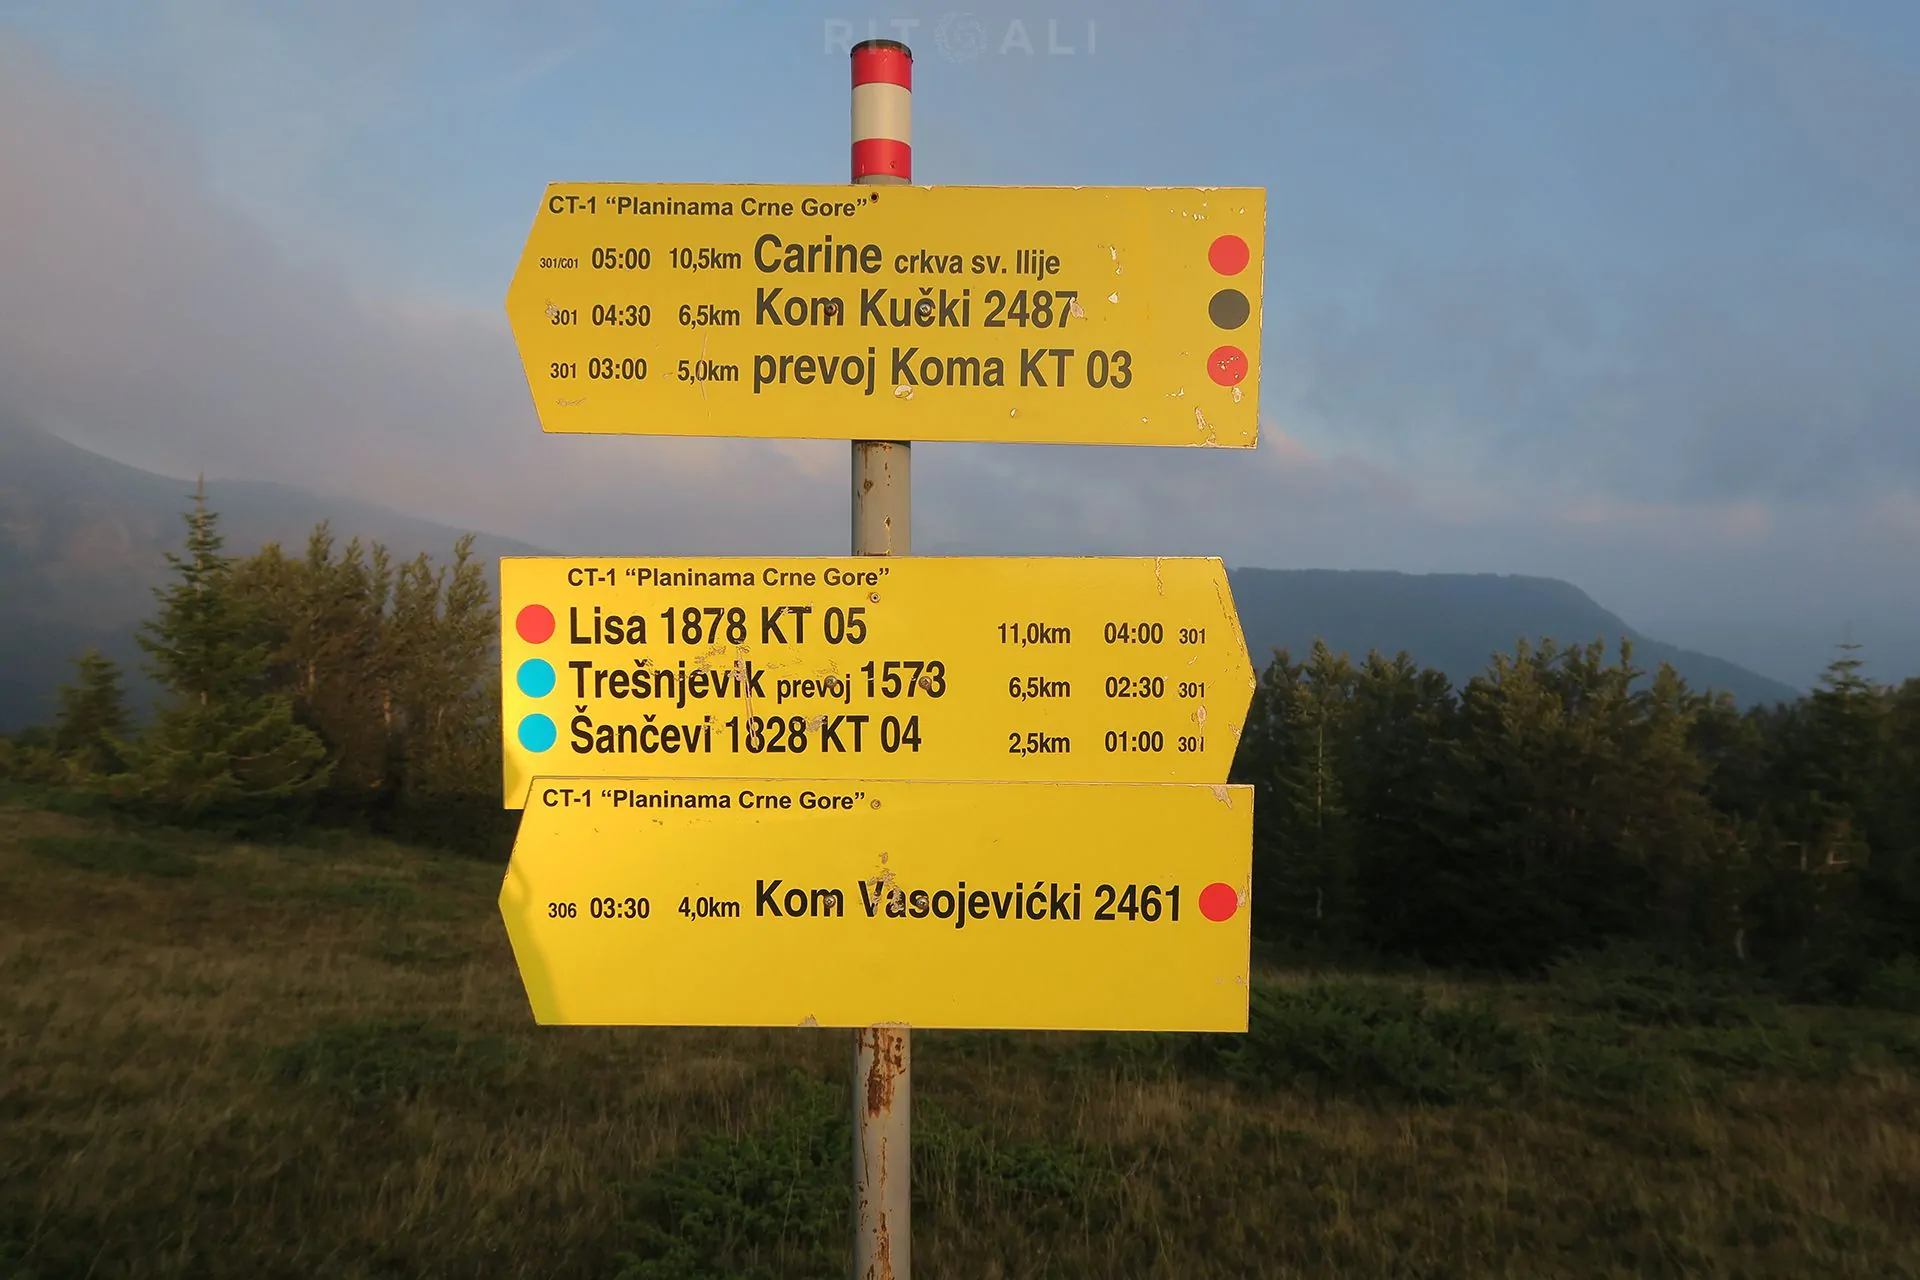 RITUALI
CT-1 “Planinama Crne Gore”
301/C01 05:00 10,5km Carine crkva sv. Ilije
301 04:30 6,5km Kom Kučki 2487
301 03:00 5,0km prevoj Koma KT 03
CT-1 “Planinama Crne Gore”
Lisa 1878 KT 05 11,0km 04:00 301
Trešnjevik prevoj 1573 6,5km 02:30 301
Šančevi 1828 KT 04 2,5km 01:00 301
CT-1 “Planinama Crne Gore”
306 03:30 4,0km Kom Vasojevićki 2461